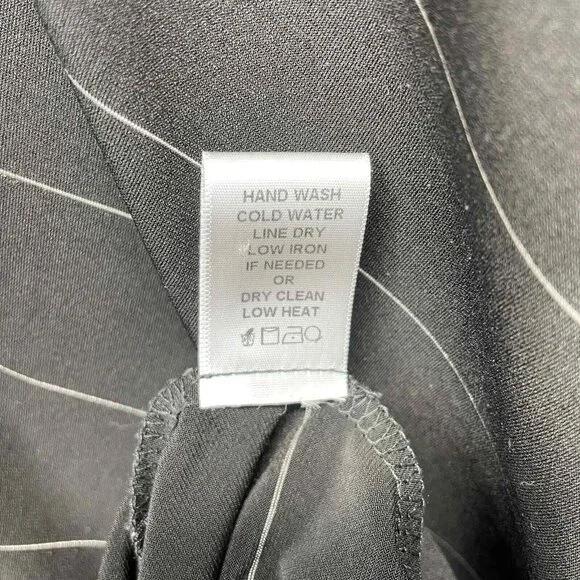 HAND WASH
COLD WATER
LINE DRY
LOW IRON
IF NEEDED
OR
DRY CLEAN
LOW HEAT